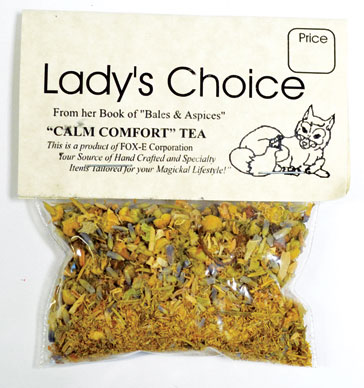 Price
Lady's Choice
From her Book of "Bales & Aspices"
"CALM COMFORT" TEA
This is a product of FOX-E Corporation
Your Source of Hand Crafted and Specialty
Items Tailored for your Magickal Lifestyle!"